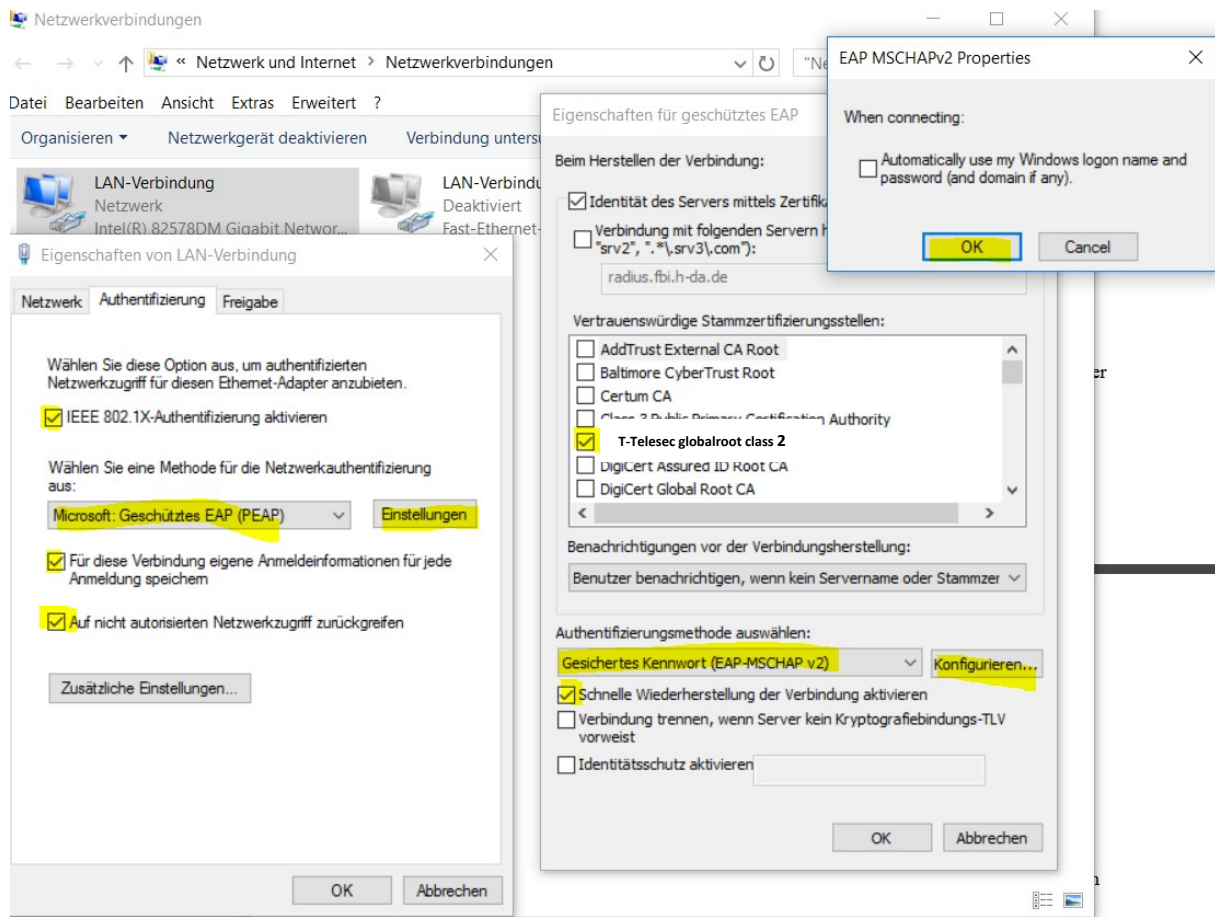 Netzwerkverbindungen
« Netzwerk und Internet > Netzwerkverbindungen
"Ne
Datei Bearbeiten Ansicht Extras Erweitert ?
Organisieren Netzwerkgerät deaktivieren Verbindung untersu
LAN-Verbindung
Netzwerk
Intel(R) 82578DM Gigabit Networ...
LAN-Verbindu
Deaktiviert
Fast-Ethernet-
Eigenschaften von LAN-Verbindung
Netzwerk Authentifizierung Freigabe
Wählen Sie diese Option aus, um authentifizierten
Netzwerkzugriff für diesen Ethernet-Adapter anzubieten.
IEEE 802.1X-Authentifizierung aktivieren
Wählen Sie eine Methode für die Netzwerkauthentifizierung
aus:
Microsoft: Geschütztes EAP (PEAP) Einstellungen
Für diese Verbindung eigene Anmeldeinformationen für jede
Anmeldung speichern
Auf nicht autorisierten Netzwerkzugriff zurückgreifen
Zusätzliche Einstellungen...
OK Abbrechen
Eigenschaften für geschütztes EAP
Beim Herstellen der Verbindung:
Identität des Servers mittels Zertifik
Verbindung mit folgenden Servern h
"srv2", ".*\.srv3\.com"):
radius.fbi.h-da.de
Vertrauenswürdige Stammzertifizierungsstellen:
AddTrust External CA Root
Baltimore CyberTrust Root
Certum CA
Class 3 Public Primary Certification Authority
T-Telesec globalroot class 2
DigiCert Assured ID Root CA
DigiCert Global Root CA
Benachrichtigungen vor der Verbindungsherstellung:
Benutzer benachrichtigen, wenn kein Servername oder Stammzer
Authentifizierungsmethode auswählen:
Gesichertes Kennwort (EAP-MSCHAP v2) Konfigurieren...
Schnelle Wiederherstellung der Verbindung aktivieren
Verbindung trennen, wenn Server kein Kryptografiebindungs-TLV
vorweist
Identitätsschutz aktivieren
OK Abbrechen
EAP MSCHAPv2 Properties
When connecting:
Automatically use my Windows logon name and
password (and domain if any).
OK Cancel
er